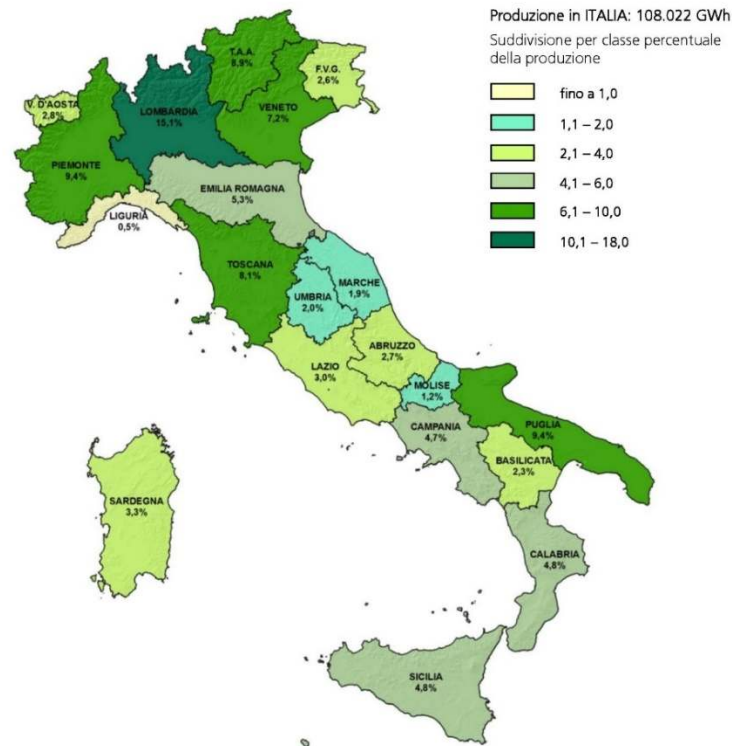 Produzione in ITALIA: 108.022 GWh
Suddivisione per classe percentuale
della produzione
fino a 1,0
1,1 – 2,0
2,1 – 4,0
4,1 – 6,0
6,1 – 10,0
10,1 – 18,0
T.A.A.
8,9%
F.V.G.
2,6%
V. D'AOSTA
2,8%
LOMBARDIA
15,1%
VENETO
7,2%
PIEMONTE
9,4%
EMILIA ROMAGNA
5,3%
LIGURIA
0,5%
TOSCANA
8,1%
MARCHE
1,9%
UMBRIA
2,0%
ABRUZZO
2,7%
LAZIO
3,0%
MOLISE
1,2%
CAMPANIA
4,7%
PUGLIA
9,4%
BASILICATA
2,3%
SARDEGNA
3,3%
CALABRIA
4,8%
SICILIA
4,8%